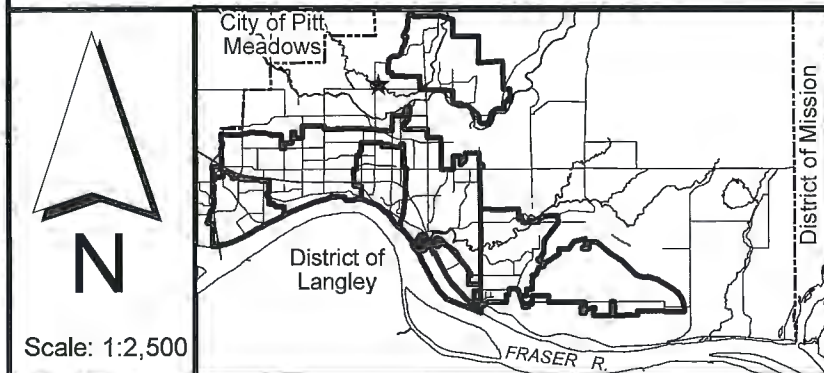 City of Pitt
Meadows
District of Mission
District of
Langley
FRASER R.
N
Scale: 1:2,500